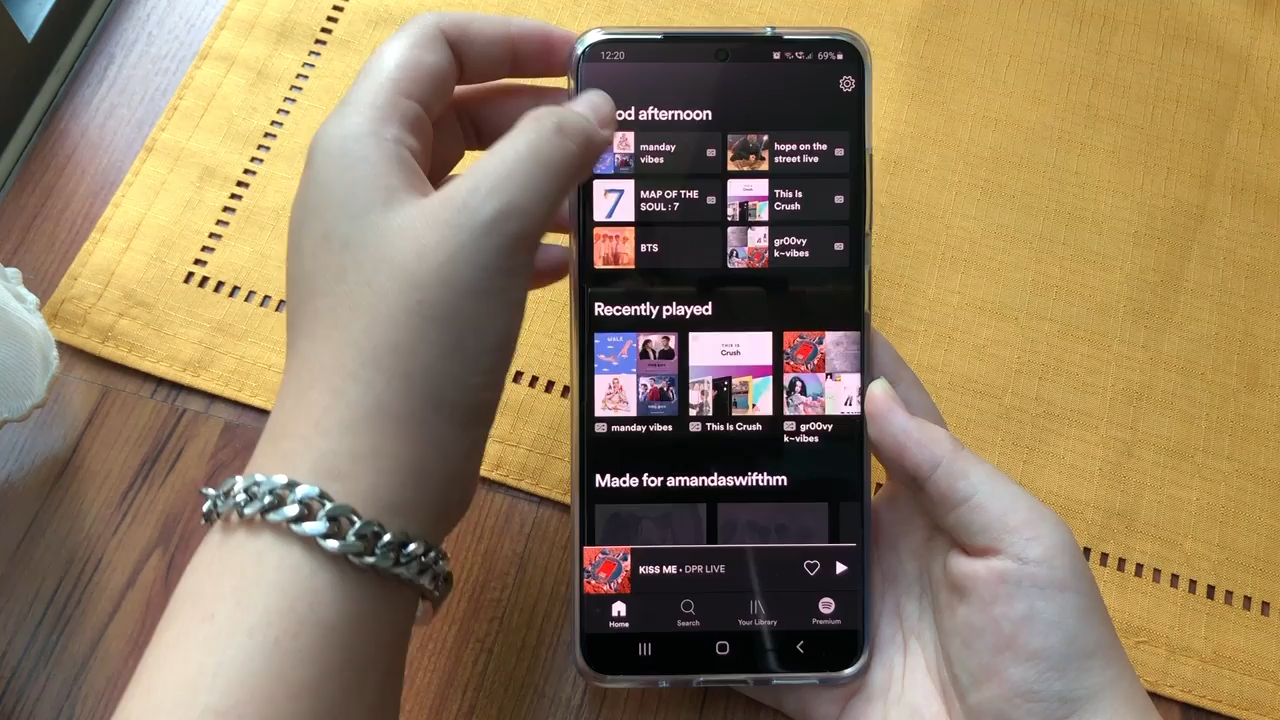 12:20
69%
od afternoon
manday
vibes
hope on the
street live
7
MAP OF THE
SOUL : 7
This Is
Crush
BTS
gr00vy
k~vibes
Recently played
WALK
THIS IS
Crush
manday vibes
This Is Crush
gr00vy
k~vibes
Made for amandaswifthm
KISS ME • DPR LIVE
Home
Search
Your Library
Premium